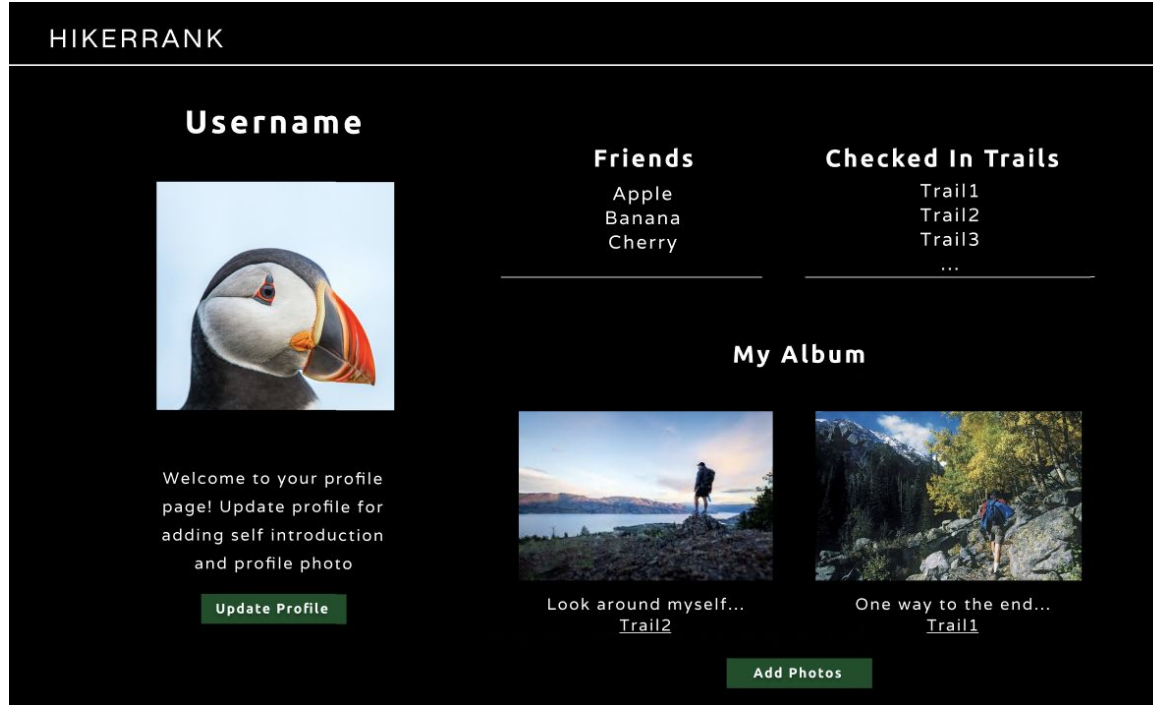 HIKERRANK
Username
Welcome to your profile
page! Update profile for
adding self introduction
and profile photo
Update Profile
Friends
Apple
Banana
Cherry
Checked In Trails
Trail1
Trail2
Trail3
...
My Album
Look around myself...
Trail2
One way to the end...
Trail1
Add Photos